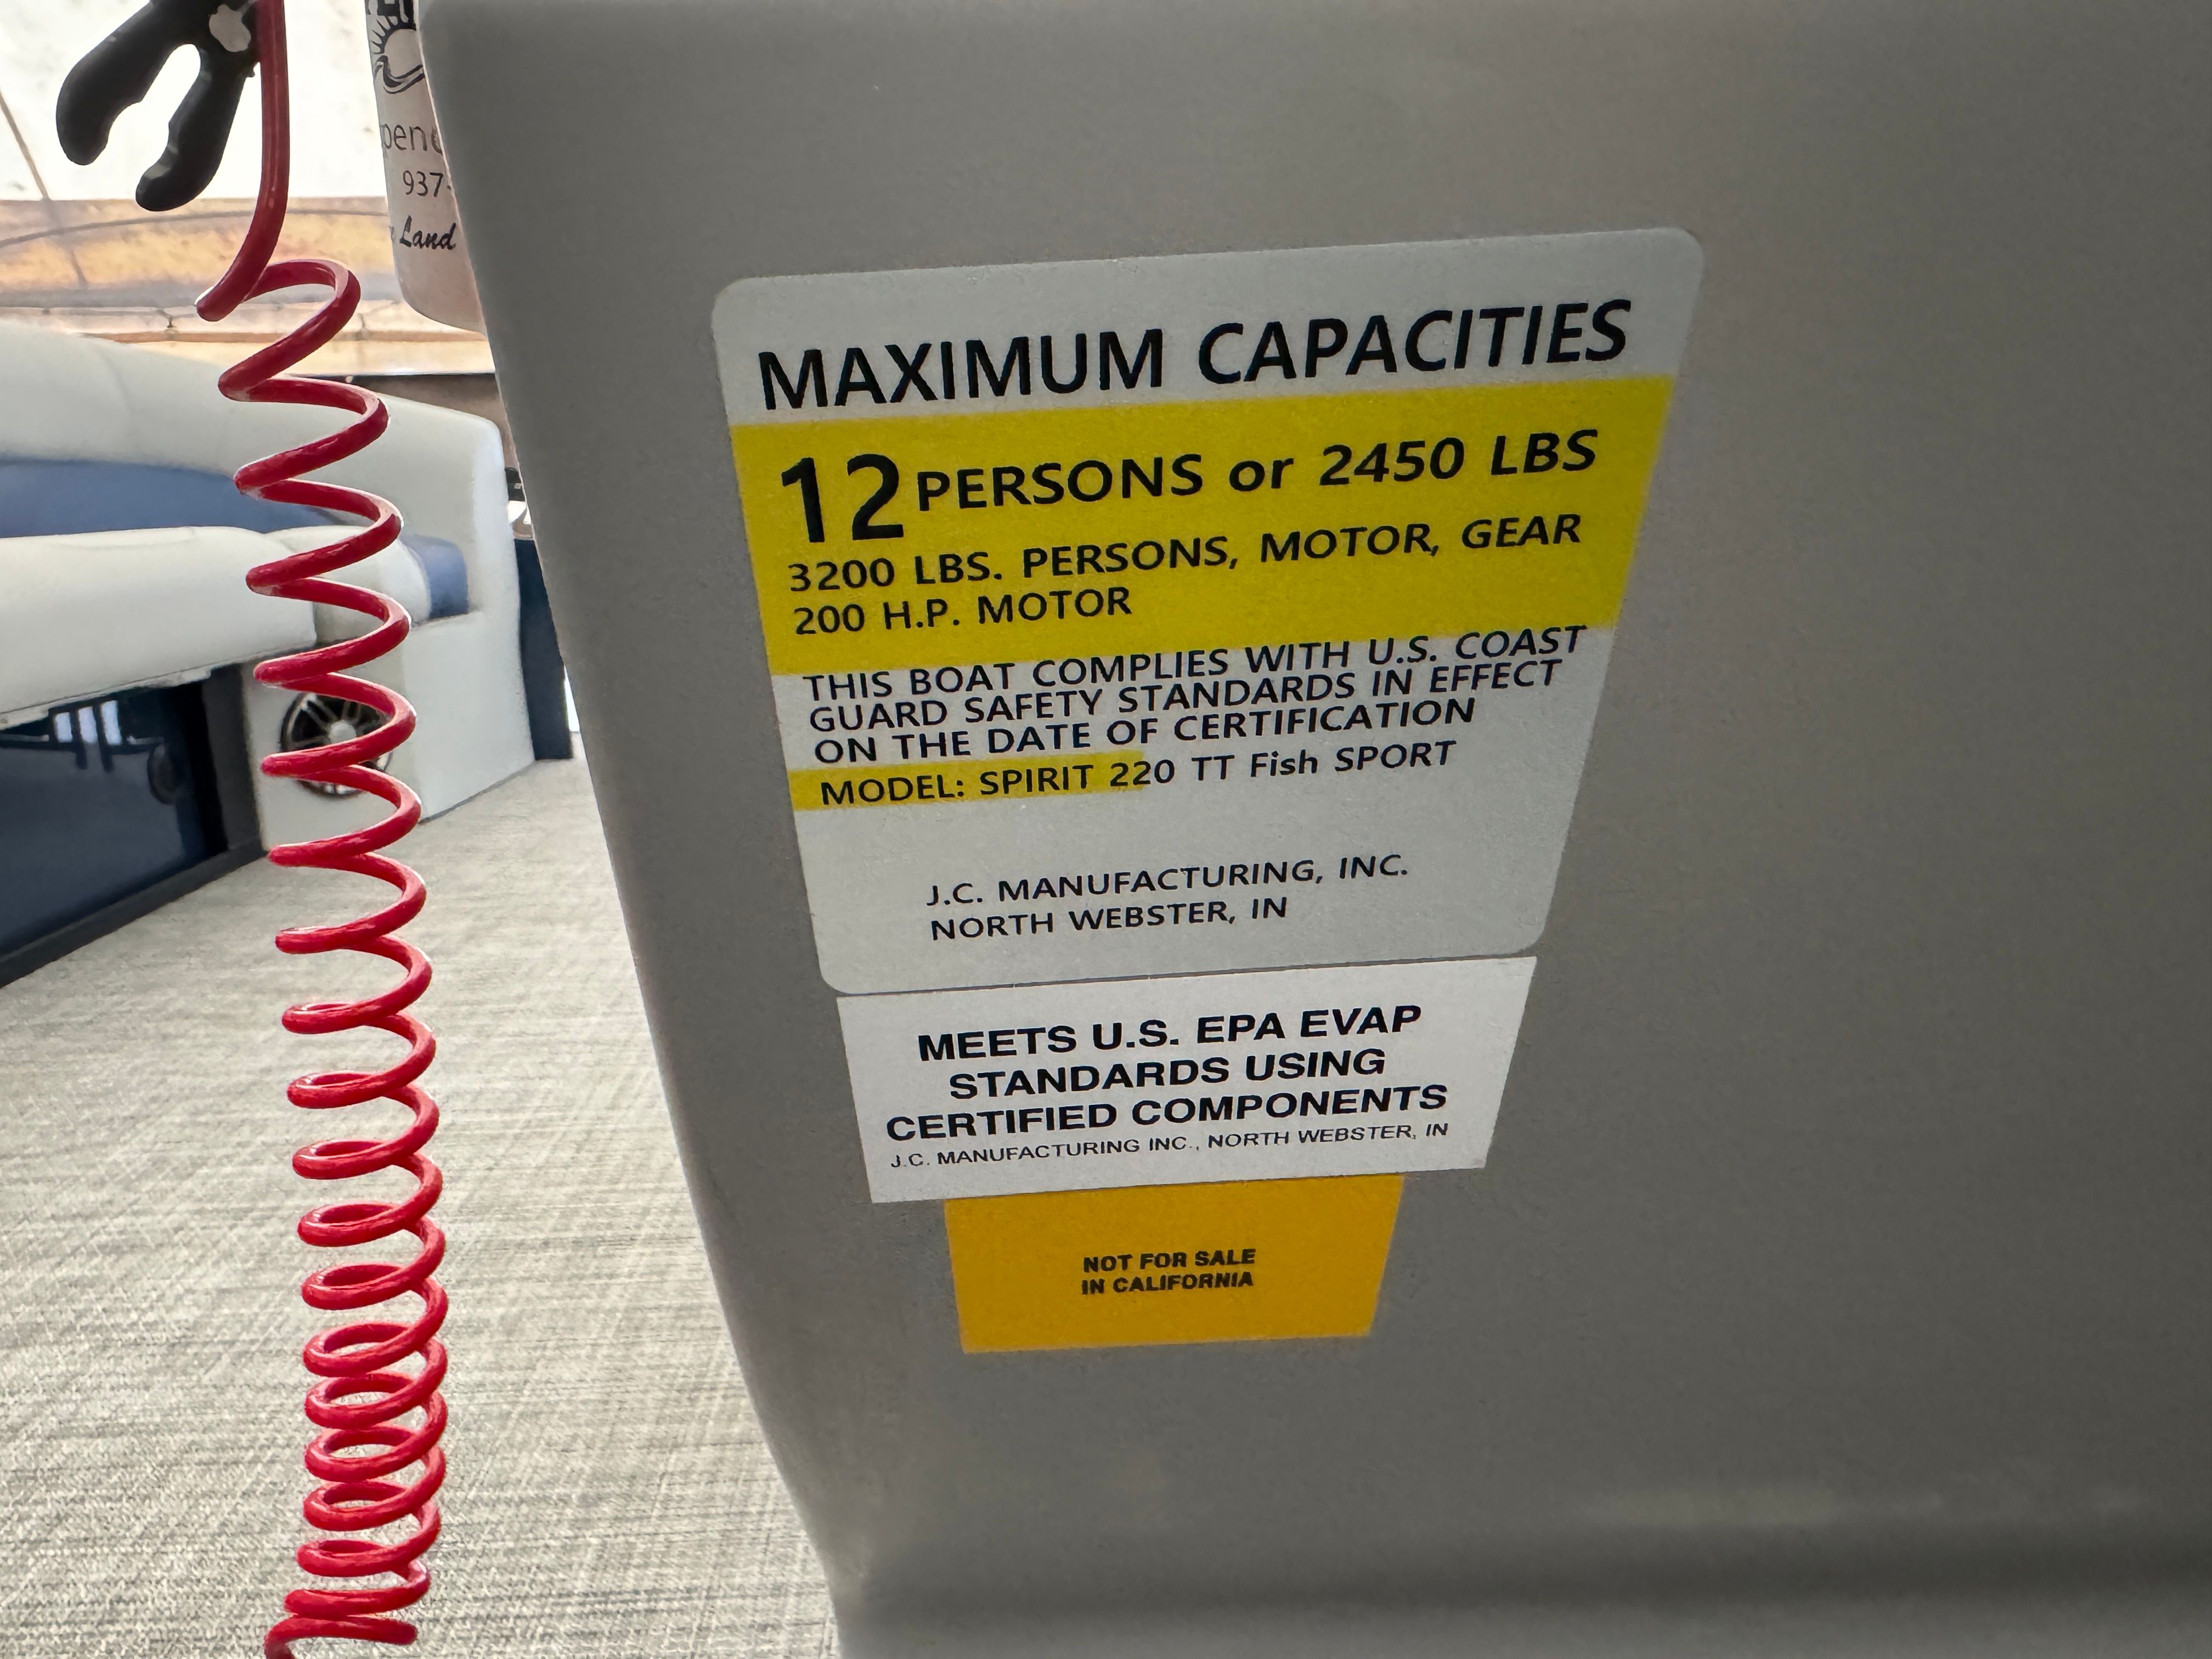 937-
Land
MAXIMUM CAPACITIES
12 PERSONS or 2450 LBS
3200 LBS. PERSONS, MOTOR, GEAR
200 H.P. MOTOR
THIS BOAT COMPLIES WITH U.S. COAST
GUARD SAFETY STANDARDS IN EFFECT
ON THE DATE OF CERTIFICATION
MODEL: SPIRIT 220 TT Fish SPORT
J.C. MANUFACTURING, INC.
NORTH WEBSTER, IN
MEETS U.S. EPA EVAP
STANDARDS USING
CERTIFIED COMPONENTS
J.C. MANUFACTURING INC., NORTH WEBSTER, IN
NOT FOR SALE
IN CALIFORNIA